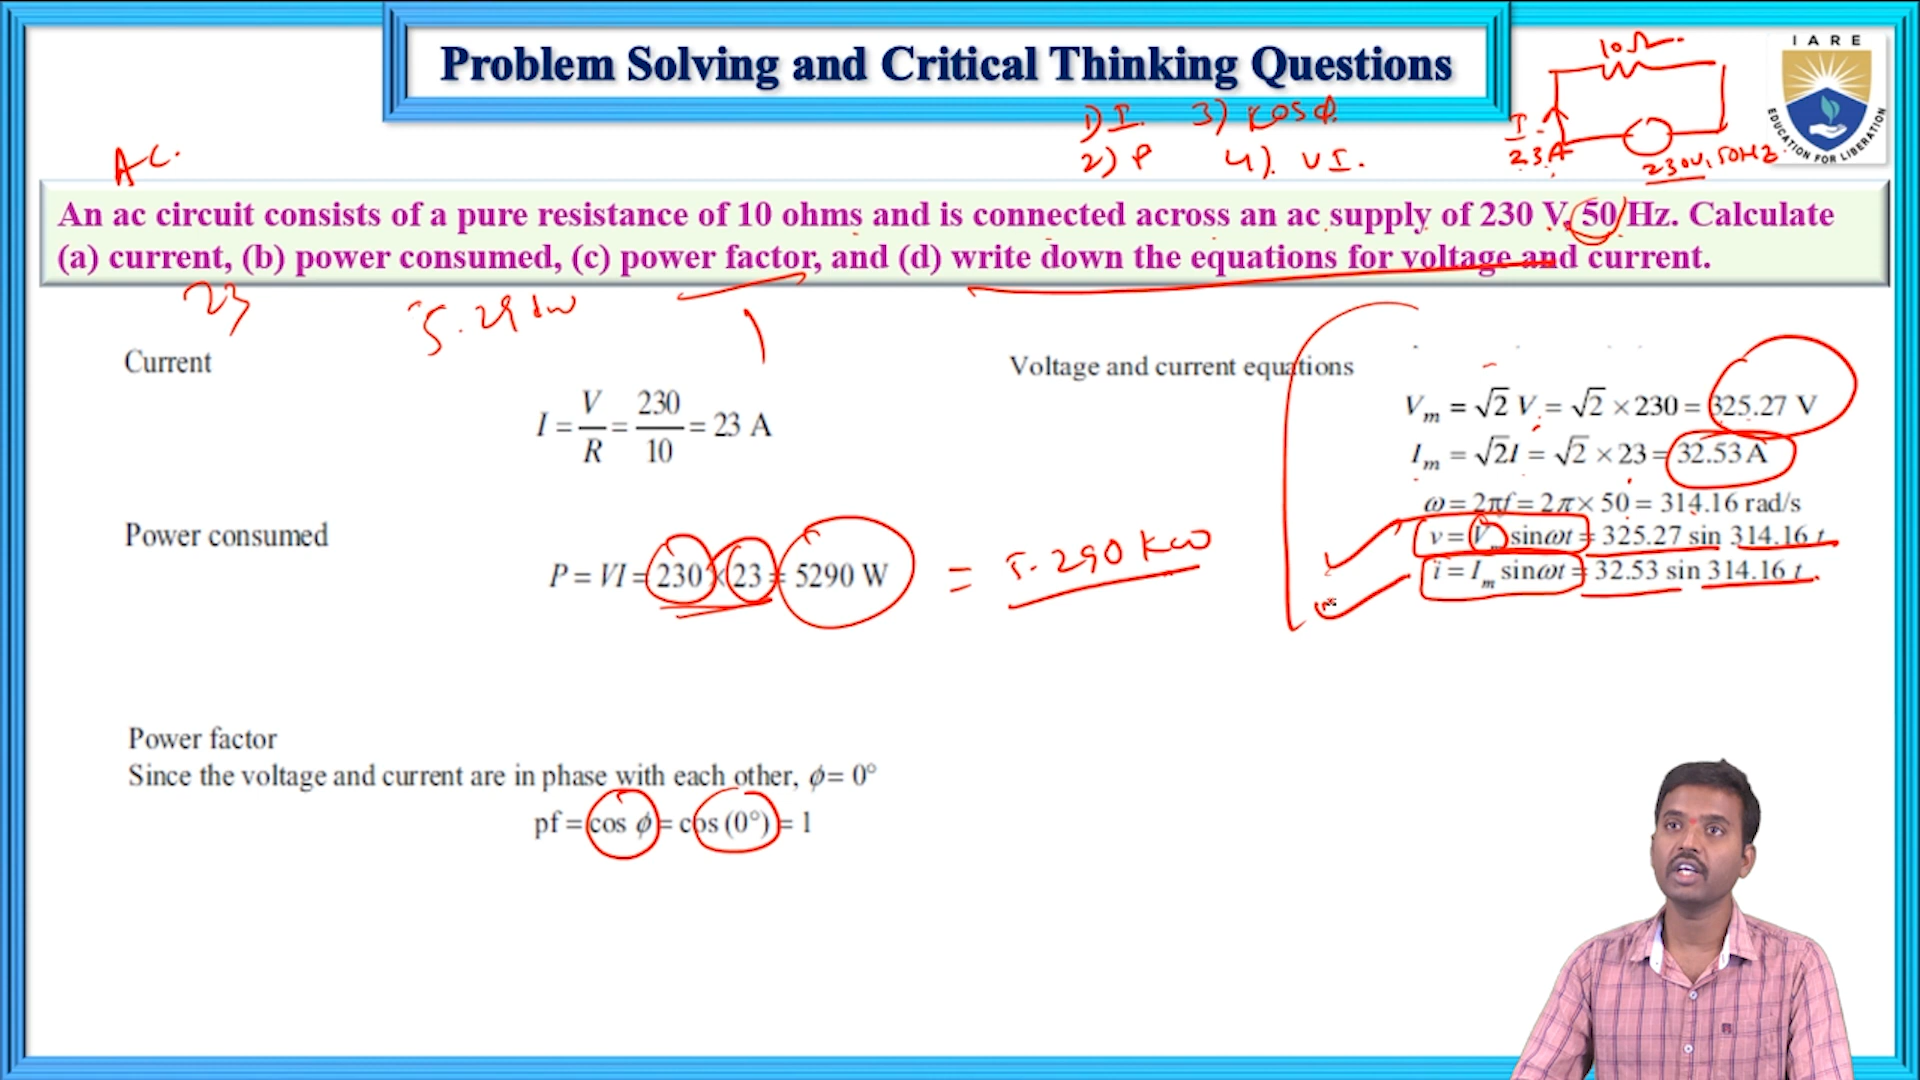 Problem Solving and Critical Thinking Questions
10Ω
I A R E
EDUCATION FOR LIBERATION
1) I. 3) cosφ.
2) P 4). V I.
I
23A
230V, 50Hz
AC.
An ac circuit consists of a pure resistance of 10 ohms and is connected across an ac supply of 230 V, 50 Hz. Calculate
(a) current, (b) power consumed, (c) power factor, and (d) write down the equations for voltage and current.
23 5.29 kw 1
Current
I = V/R = 230/10 = 23 A
Voltage and current equations
Vm = √2 V = √2 × 230 = 325.27 V
Im = √2I = √2 × 23 = 32.53 A
ω = 2πf = 2π × 50 = 314.16 rad/s
v = Vm sinωt = 325.27 sin 314.16 t
i = Im sinωt = 32.53 sin 314.16 t
Power consumed
P = VI = 230 × 23 = 5290 W = 5.290 kw
Power factor
Since the voltage and current are in phase with each other, ϕ= 0°
pf = cos ϕ = cos (0°) = 1